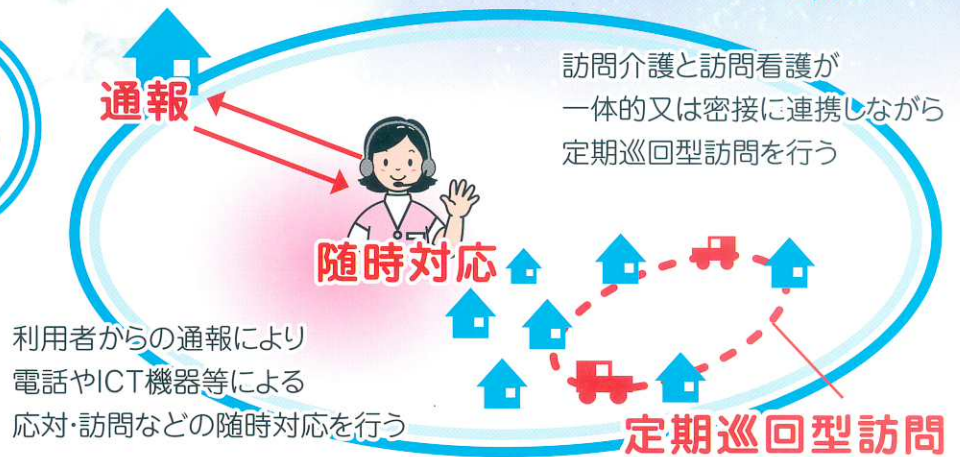 通報
訪問介護と訪問看護が
一体的又は密接に連携しながら
定期巡回型訪問を行う
随時対応
利用者からの通報により
電話やICT機器等による
応対・訪問などの随時対応を行う
定期巡回型訪問